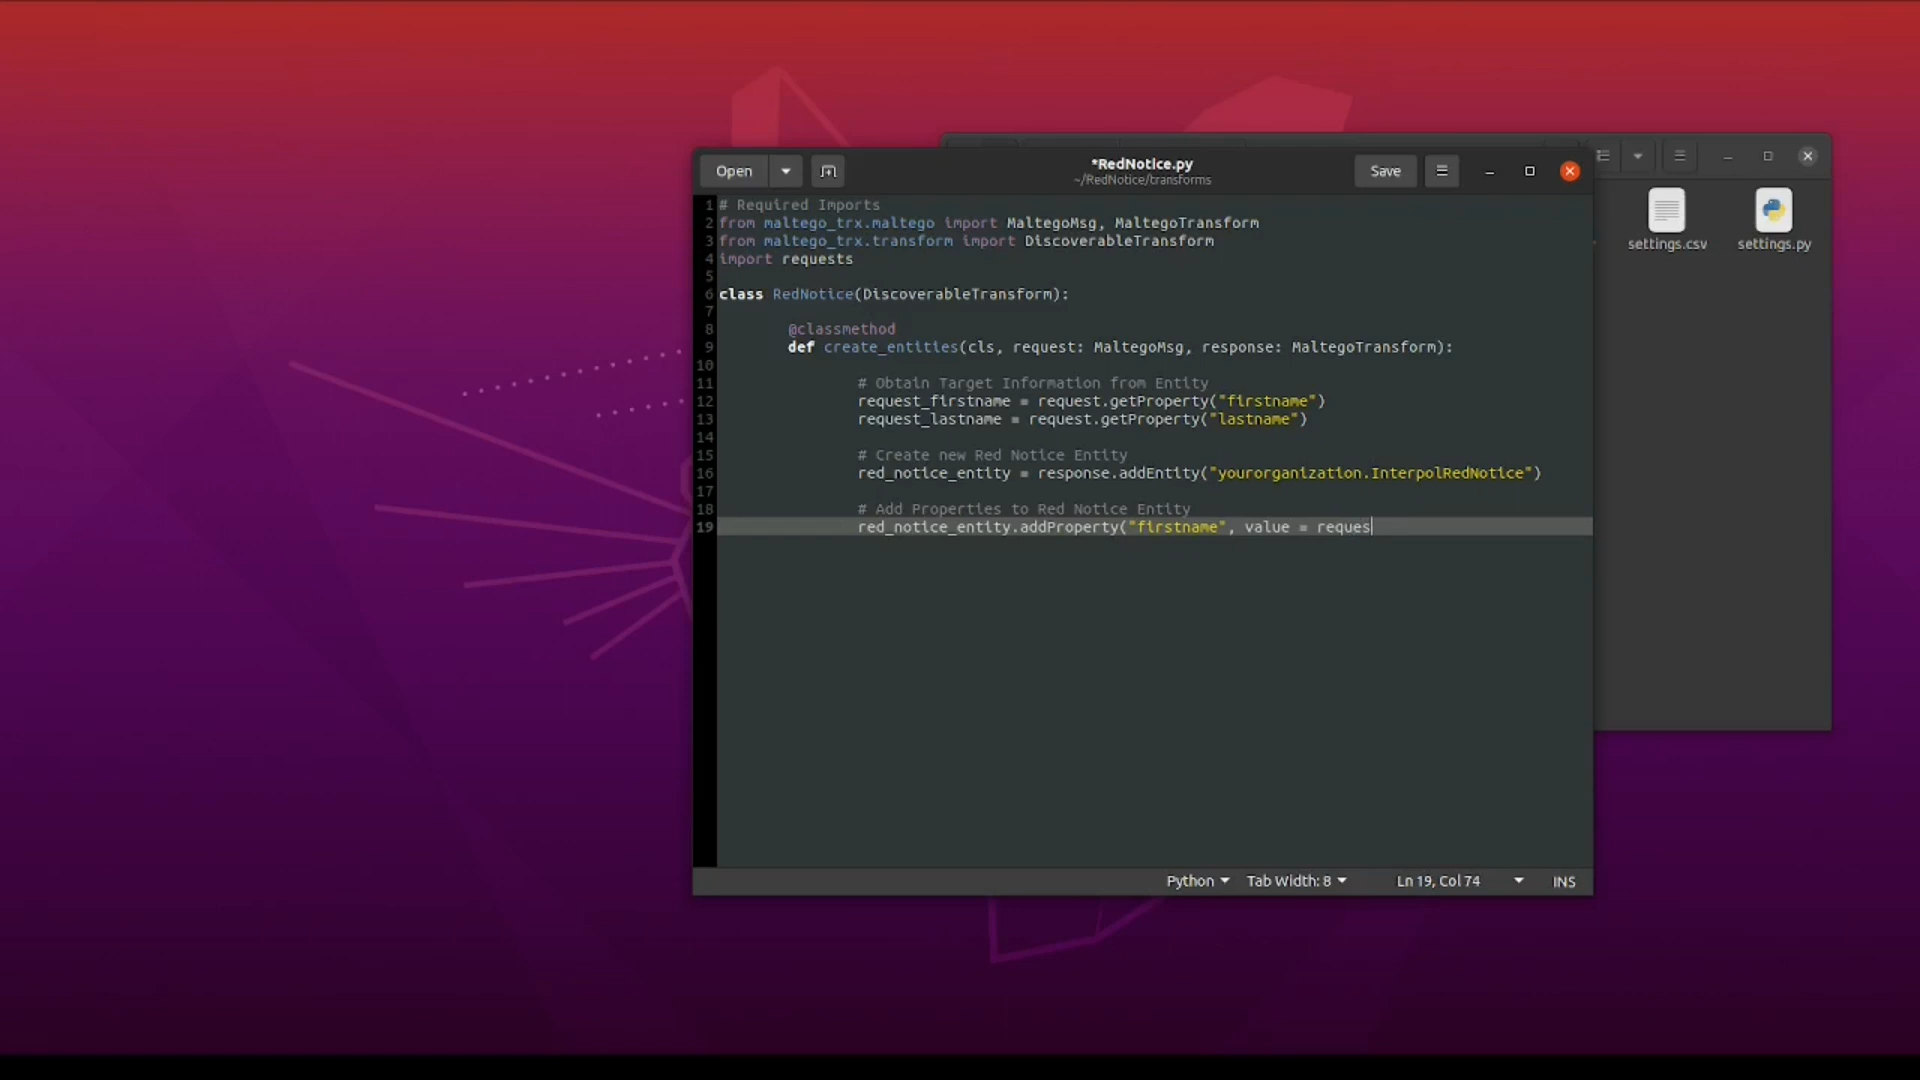 Open
*RedNotice.py
~/RedNotice/transforms
Save
settings.csv
settings.py
1 # Required Imports
2 from maltego_trx.maltego import MaltegoMsg, MaltegoTransform
3 from maltego_trx.transform import DiscoverableTransform
4 import requests
5
6 class RedNotice(DiscoverableTransform):
7
8 @classmethod
9 def create_entities(cls, request: MaltegoMsg, response: MaltegoTransform):
10
11 # Obtain Target Information from Entity
12 request_firstname = request.getProperty("firstname")
13 request_lastname = request.getProperty("lastname")
14
15 # Create new Red Notice Entity
16 red_notice_entity = response.addEntity("yourorganization.InterpolRedNotice")
17
18 # Add Properties to Red Notice Entity
19 red_notice_entity.addProperty("firstname", value = reques
Python Tab Width: 8 Ln 19, Col 74 INS